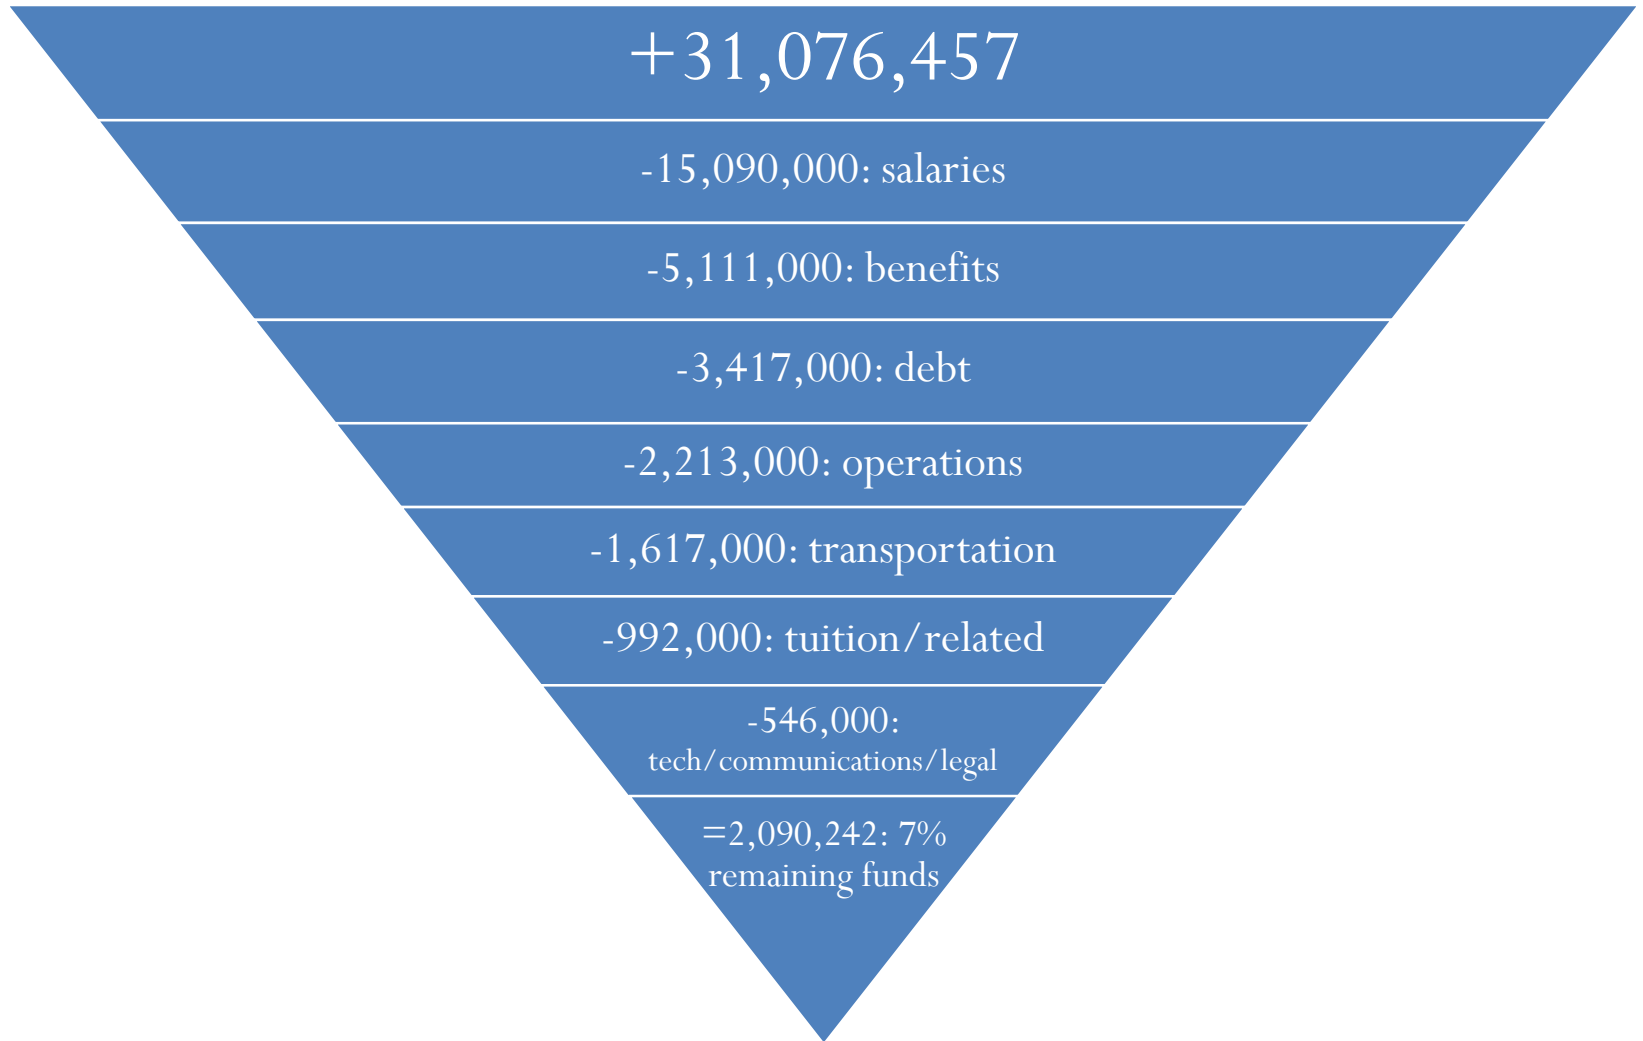 +31,076,457
-15,090,000: salaries
-5,111,000: benefits
-3,417,000: debt
-2,213,000: operations
-1,617,000: transportation
-992,000: tuition/related
-546,000:
tech/communications/legal
=2,090,242: 7%
remaining funds